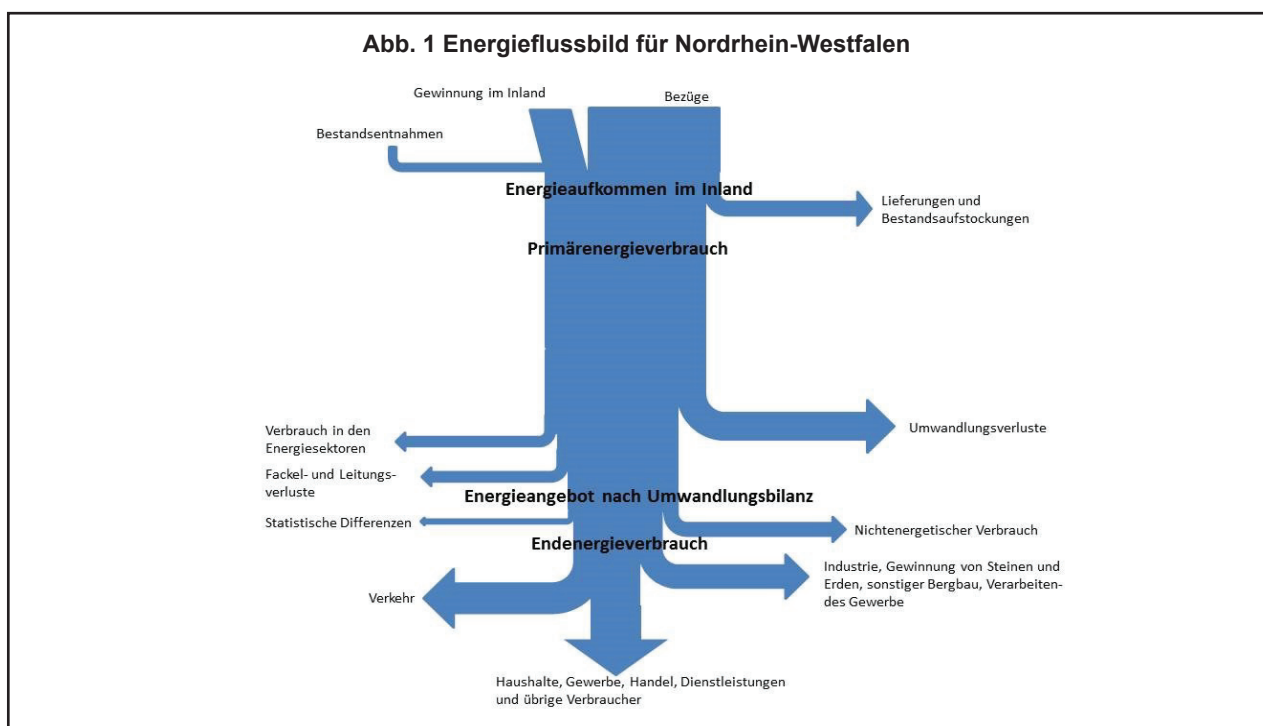 Abb. 1 Energieflussbild für Nordrhein-Westfalen
Gewinnung im Inland
Bezüge
Bestandsentnahmen
Energieaufkommen im Inland
Lieferungen und
Bestandsaufstockungen
Primärenergieverbrauch
Umwandlungsverluste
Verbrauch in den
Energiesektoren
Fackel- und Leitungs-
verluste
Energieangebot nach Umwandlungsbilanz
Statistische Differenzen
Nichtenergetischer Verbrauch
Endenergieverbrauch
Industrie, Gewinnung von Steinen und
Erden, sonstiger Bergbau, Verarbeiten-
des Gewerbe
Verkehr
Haushalte, Gewerbe, Handel, Dienstleistungen
und übrige Verbraucher